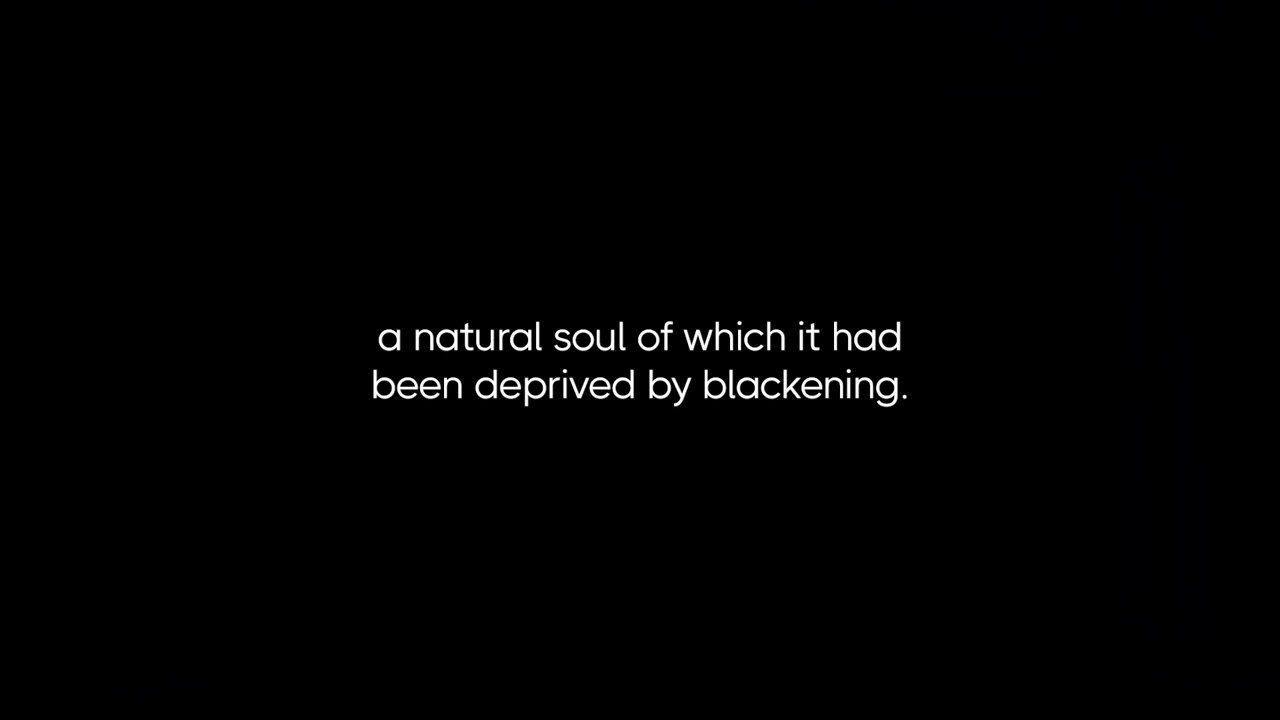 a natural soul of which it had
been deprived by blackening.